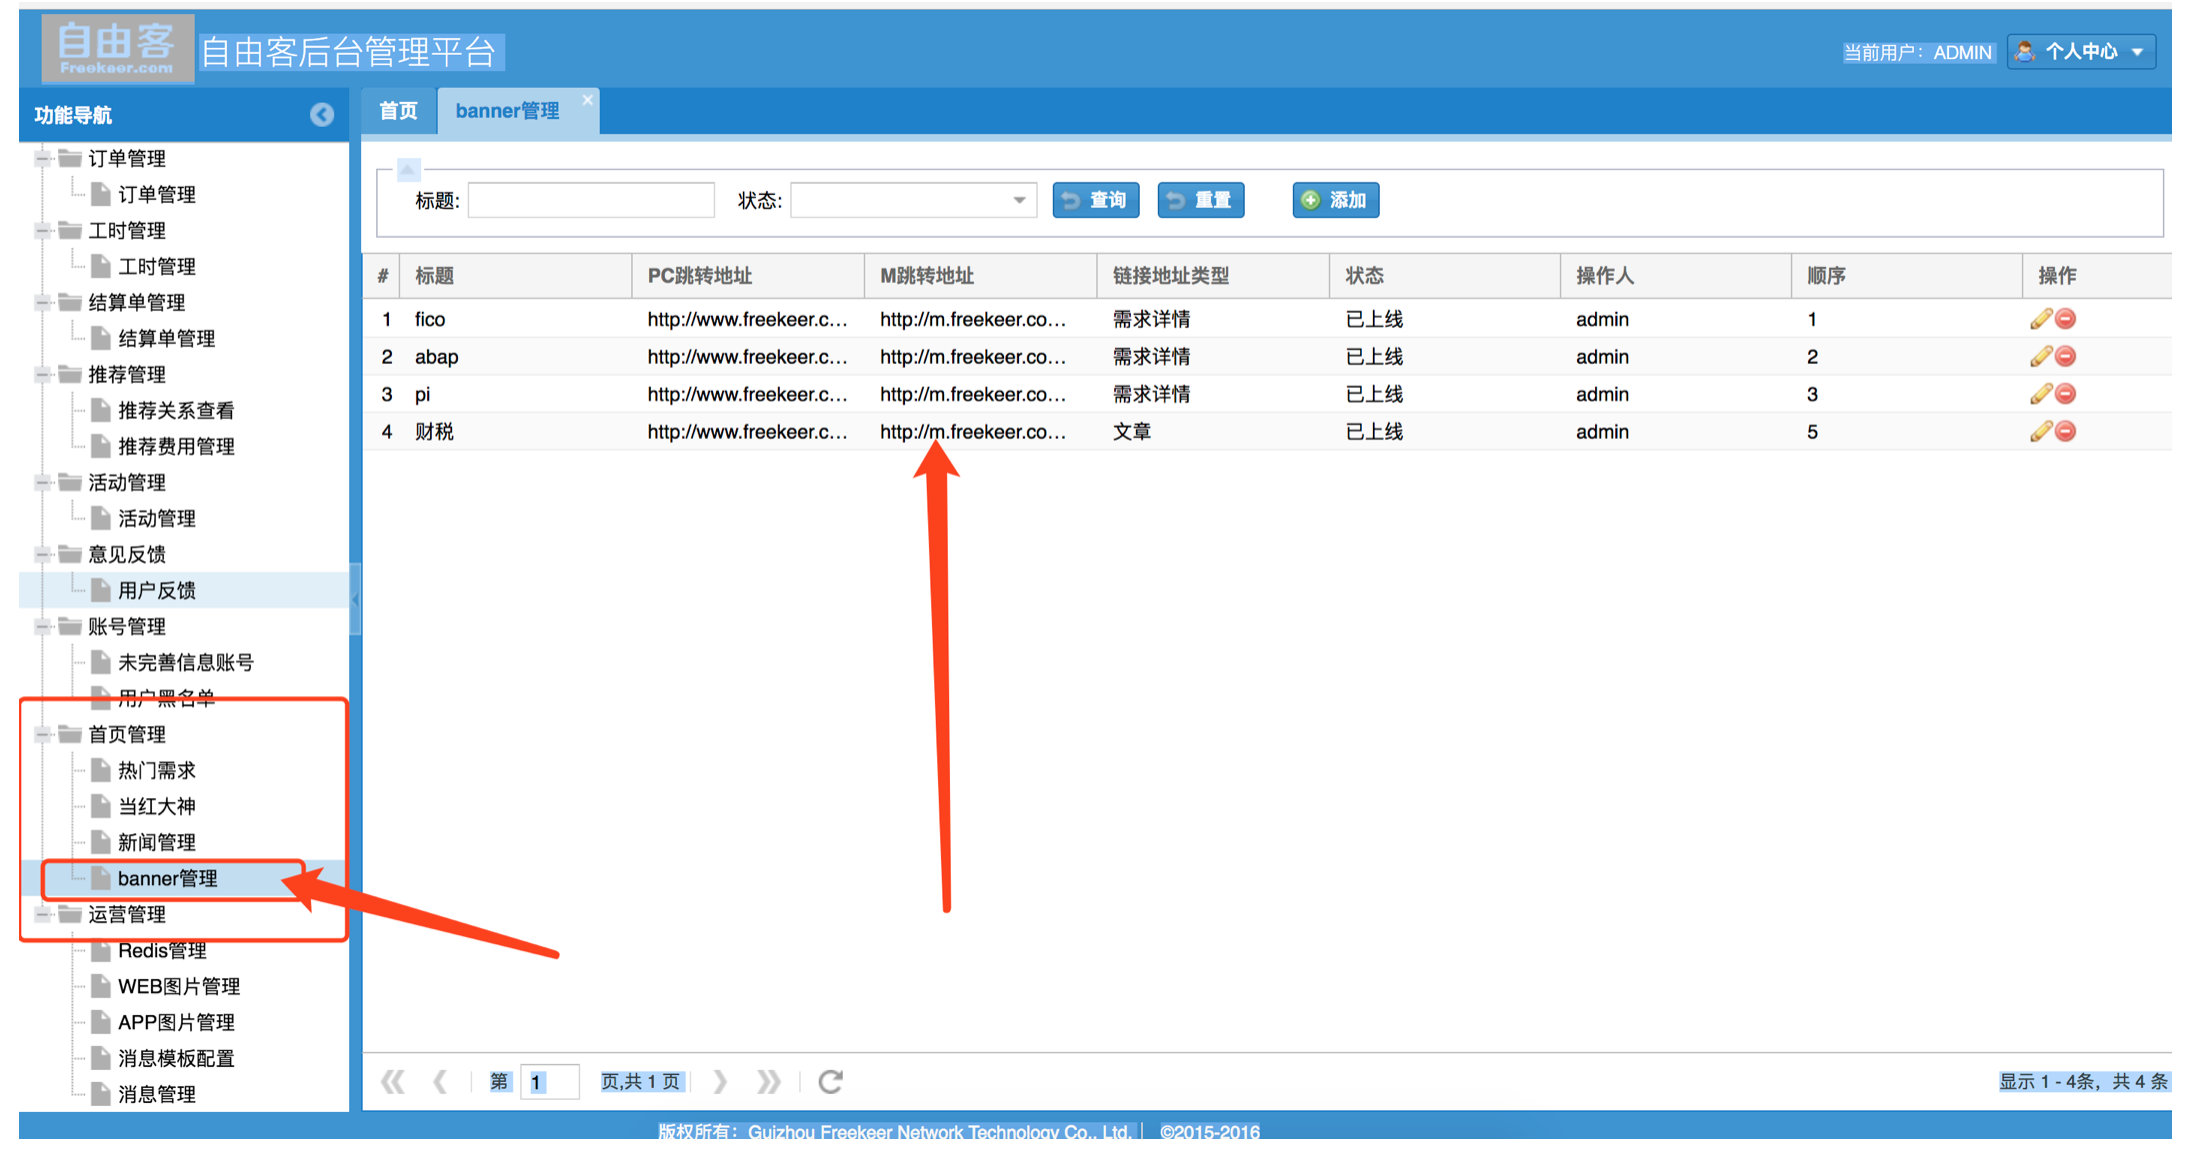 自由客
Freekeer.com
自由客后台管理平台
当前用户：ADMIN
个人中心
功能导航
首页
banner管理
订单管理
订单管理
工时管理
工时管理
结算单管理
结算单管理
推荐管理
推荐关系查看
推荐费用管理
活动管理
活动管理
意见反馈
用户反馈
账号管理
未完善信息账号
用户黑名单
首页管理
热门需求
当红大神
新闻管理
banner管理
运营管理
Redis管理
WEB图片管理
APP图片管理
消息模板配置
消息管理
标题: 状态: 查询 重置 添加
# 标题 PC跳转地址 M跳转地址 链接地址类型 状态 操作人 顺序 操作
1 fico http://www.freekeer.c... http://m.freekeer.co... 需求详情 已上线 admin 1
2 abap http://www.freekeer.c... http://m.freekeer.co... 需求详情 已上线 admin 2
3 pi http://www.freekeer.c... http://m.freekeer.co... 需求详情 已上线 admin 3
4 财税 http://www.freekeer.c... http://m.freekeer.co... 文章 已上线 admin 5
第 1 页,共 1 页
显示 1 - 4条，共 4 条
版权所有：Guizhou Freekeer Network Technology Co., Ltd. ©2015-2016